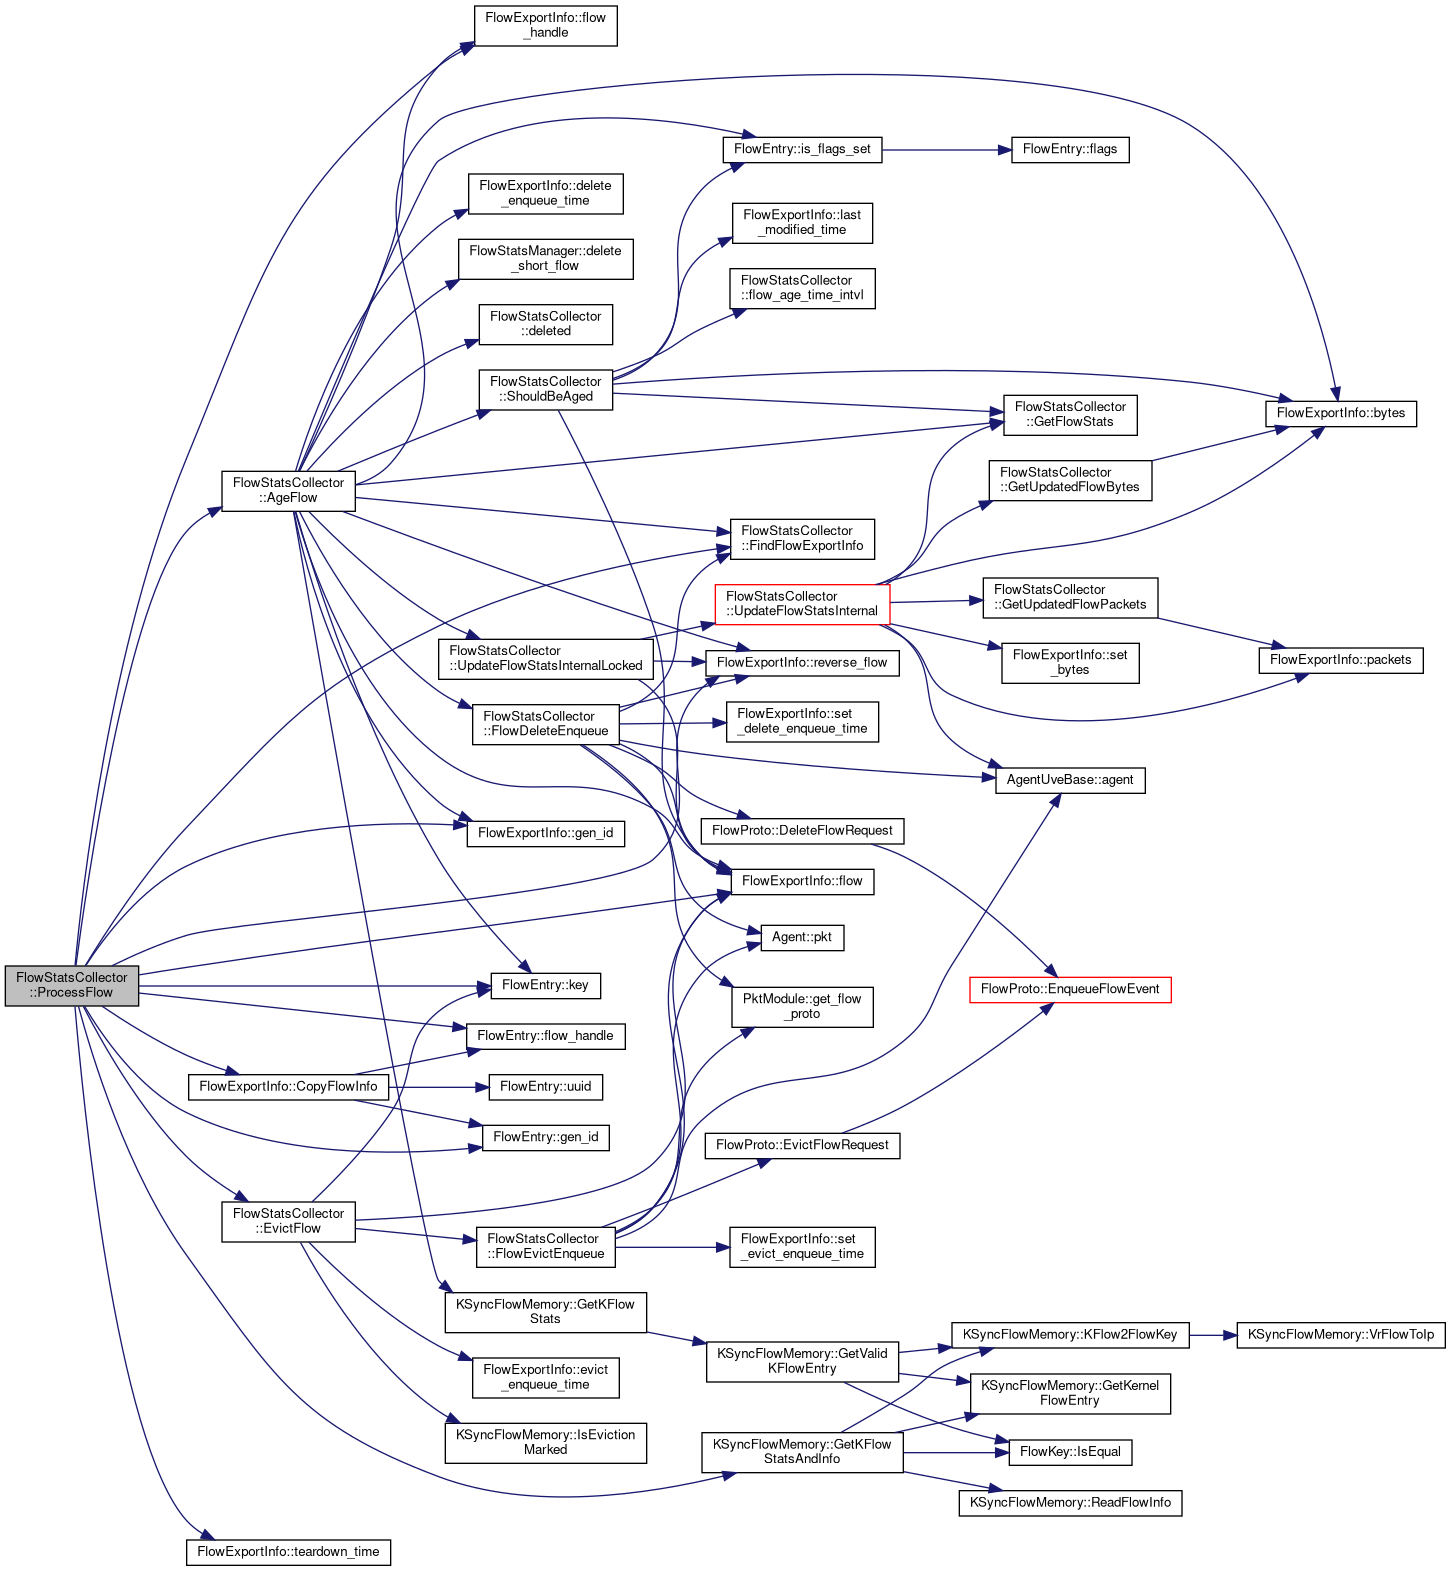 FlowExportInfo::flow
_handle
FlowEntry::is_flags_set
FlowEntry::flags
FlowExportInfo::delete
_enqueue_time
FlowExportInfo::last
_modified_time
FlowStatsManager::delete
_short_flow
FlowStatsCollector
::flow_age_time_intvl
FlowStatsCollector
::deleted
FlowStatsCollector
::ShouldBeAged
FlowStatsCollector
::GetFlowStats
FlowExportInfo::bytes
FlowStatsCollector
::AgeFlow
FlowStatsCollector
::GetUpdatedFlowBytes
FlowStatsCollector
::FindFlowExportInfo
FlowStatsCollector
::UpdateFlowStatsInternal
FlowStatsCollector
::GetUpdatedFlowPackets
FlowStatsCollector
::UpdateFlowStatsInternalLocked
FlowExportInfo::reverse_flow
FlowExportInfo::set
_bytes
FlowExportInfo::packets
FlowStatsCollector
::FlowDeleteEnqueue
FlowExportInfo::set
_delete_enqueue_time
AgentUveBase::agent
FlowExportInfo::gen_id
FlowProto::DeleteFlowRequest
FlowExportInfo::flow
Agent::pkt
FlowStatsCollector
::ProcessFlow
FlowEntry::key
PktModule::get_flow
_proto
FlowProto::EnqueueFlowEvent
FlowEntry::flow_handle
FlowExportInfo::CopyFlowInfo
FlowEntry::uuid
FlowEntry::gen_id
FlowProto::EvictFlowRequest
FlowStatsCollector
::EvictFlow
FlowStatsCollector
::FlowEvictEnqueue
FlowExportInfo::set
_evict_enqueue_time
KSyncFlowMemory::GetKFlow
Stats
KSyncFlowMemory::KFlow2FlowKey
KSyncFlowMemory::VrFlowToIp
KSyncFlowMemory::GetValid
KFlowEntry
FlowExportInfo::evict
_enqueue_time
KSyncFlowMemory::GetKernel
FlowEntry
KSyncFlowMemory::IsEviction
Marked
KSyncFlowMemory::GetKFlow
StatsAndInfo
FlowKey::IsEqual
KSyncFlowMemory::ReadFlowInfo
FlowExportInfo::teardown_time